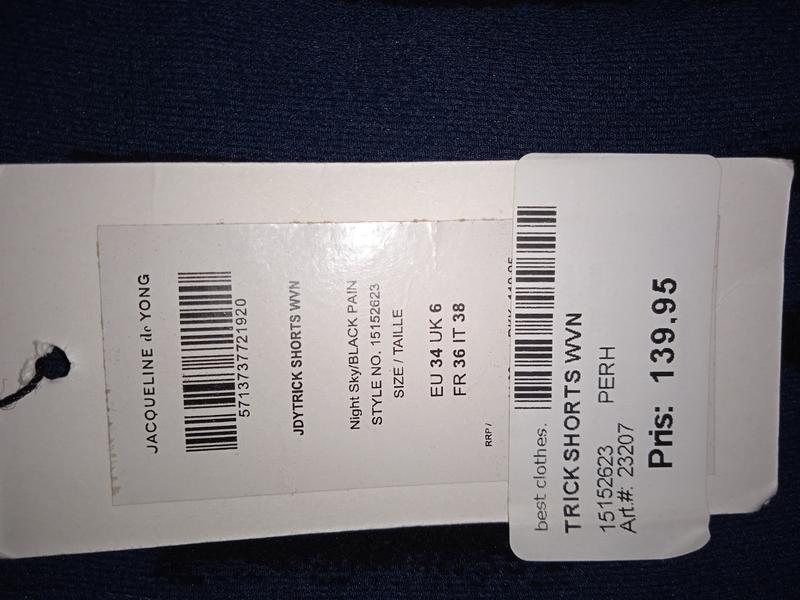 JACQUELINE de YONG
5713737721920
JDYTRICK SHORTS WVN
Night Sky/BLACK PAIN
STYLE NO. 15152623
SIZE / TAILLE
EU 34 UK 6
FR 36 IT 38
RRP /
best clothes.
TRICK SHORTS WVN
15152623 PERH
Art.#: 23207
Pris: 139,95